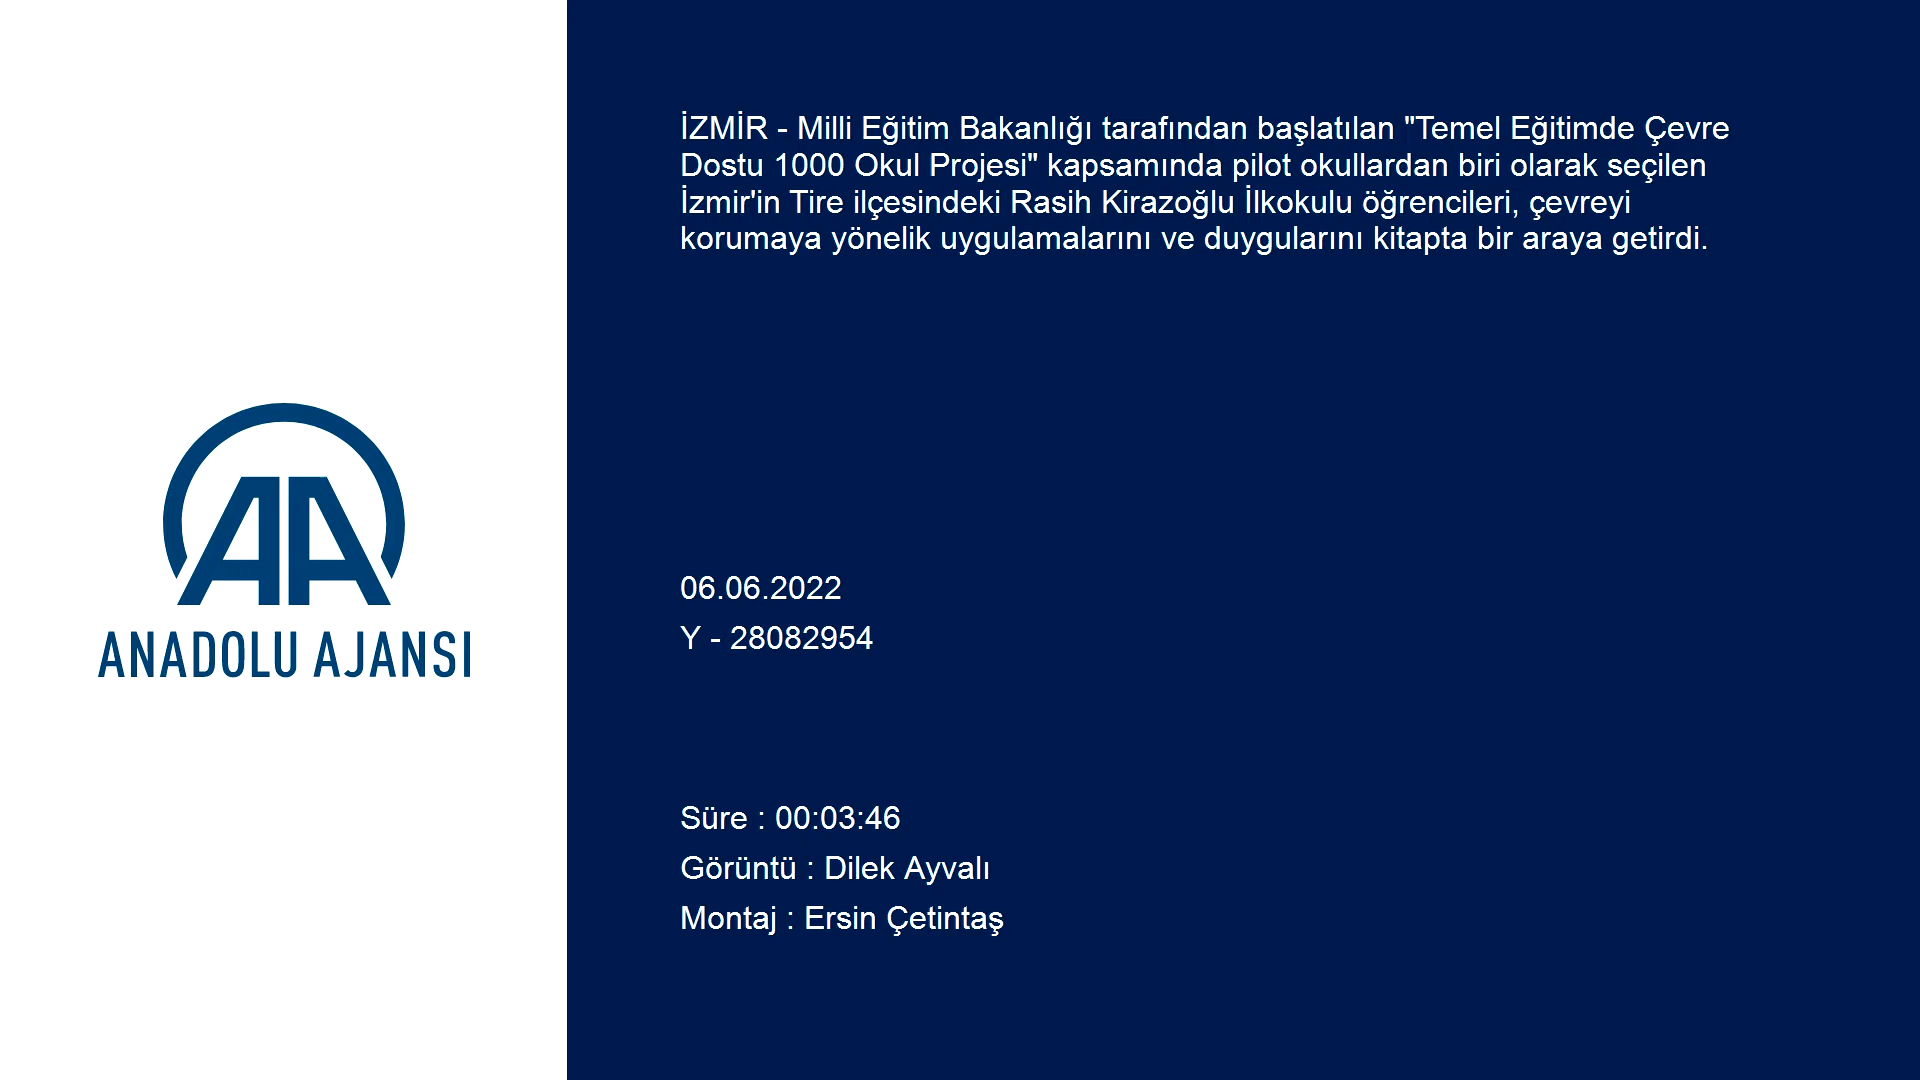 İZMİR - Milli Eğitim Bakanlığı tarafından başlatılan "Temel Eğitimde Çevre
Dostu 1000 Okul Projesi" kapsamında pilot okullardan biri olarak seçilen
İzmir'in Tire ilçesindeki Rasih Kirazoğlu İlkokulu öğrencileri, çevreyi
korumaya yönelik uygulamalarını ve duygularını kitapta bir araya getirdi.
AA
ANADOLU AJANSI
06.06.2022
Y - 28082954
Süre : 00:03:46
Görüntü : Dilek Ayvalı
Montaj : Ersin Çetintaş